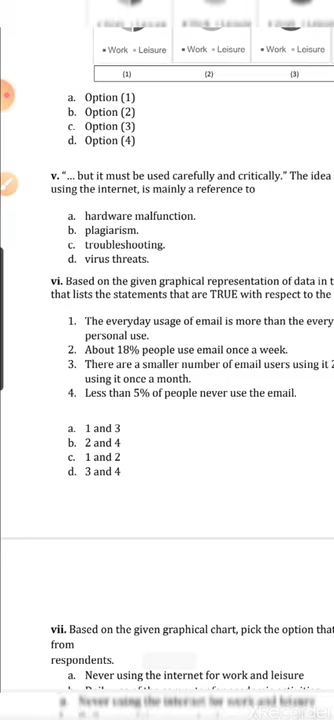 • Work • Leisure • Work • Leisure • Work • Leisure
(1) (2) (3)
a. Option (1)
b. Option (2)
c. Option (3)
d. Option (4)
v. “... but it must be used carefully and critically.” The idea
using the internet, is mainly a reference to
a. hardware malfunction.
b. plagiarism.
c. troubleshooting.
d. virus threats.
vi. Based on the given graphical representation of data in t
that lists the statements that are TRUE with respect to the
1. The everyday usage of email is more than the every
personal use.
2. About 18% people use email once a week.
3. There are a smaller number of email users using it 2
using it once a month.
4. Less than 5% of people never use the email.
a. 1 and 3
b. 2 and 4
c. 1 and 2
d. 3 and 4
vii. Based on the given graphical chart, pick the option that
from
respondents.
a. Never using the internet for work and leisure